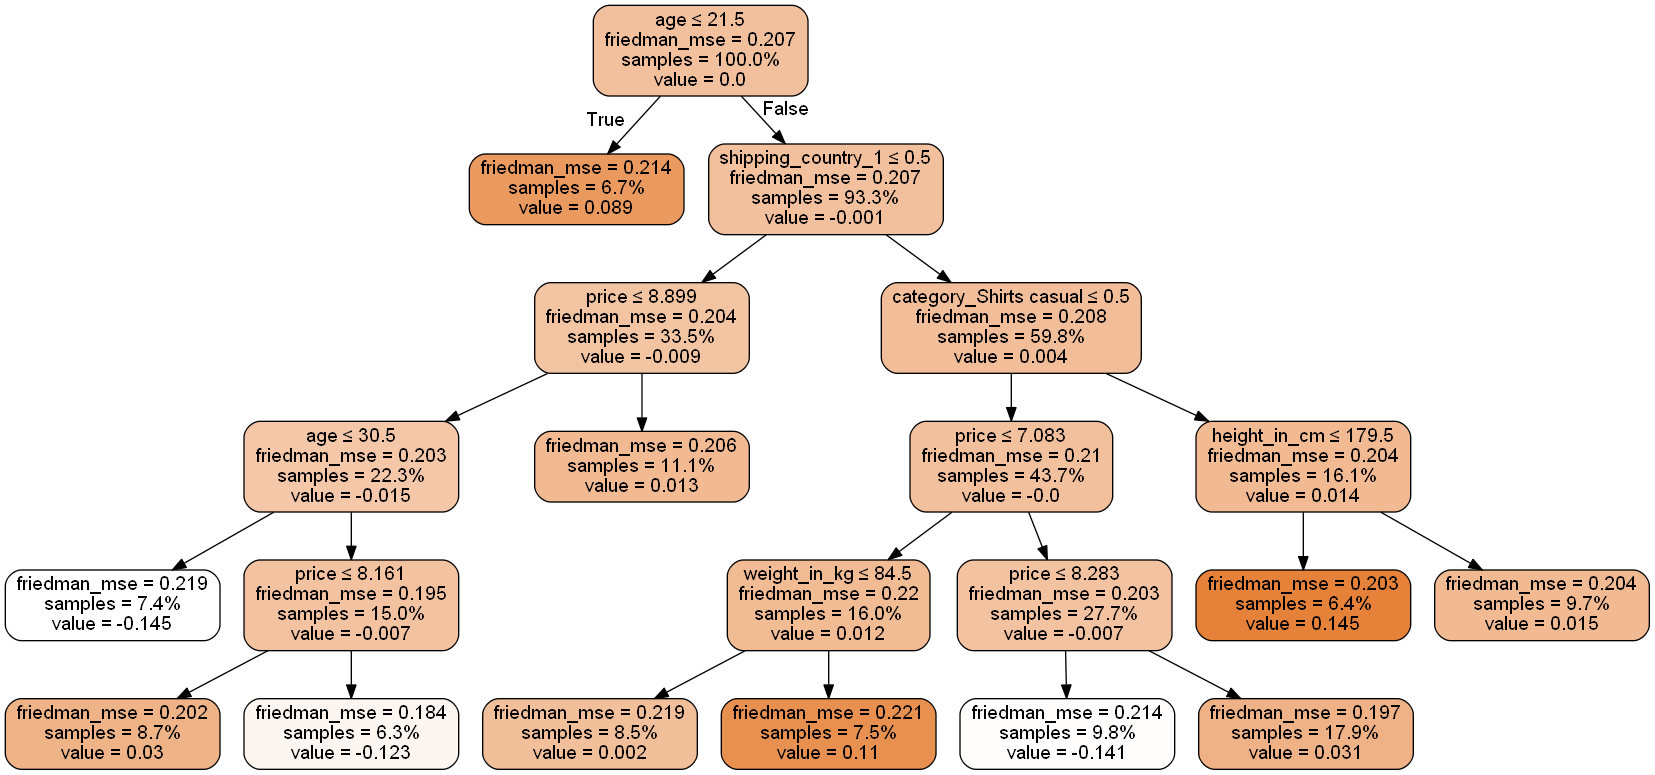 age ≤ 21.5
friedman_mse = 0.207
samples = 100.0%
value = 0.0
True
False
friedman_mse = 0.214
samples = 6.7%
value = 0.089
shipping_country_1 ≤ 0.5
friedman_mse = 0.207
samples = 93.3%
value = -0.001
price ≤ 8.899
friedman_mse = 0.204
samples = 33.5%
value = -0.009
category_Shirts casual ≤ 0.5
friedman_mse = 0.208
samples = 59.8%
value = 0.004
age ≤ 30.5
friedman_mse = 0.203
samples = 22.3%
value = -0.015
friedman_mse = 0.206
samples = 11.1%
value = 0.013
price ≤ 7.083
friedman_mse = 0.21
samples = 43.7%
value = -0.0
height_in_cm ≤ 179.5
friedman_mse = 0.204
samples = 16.1%
value = 0.014
friedman_mse = 0.219
samples = 7.4%
value = -0.145
price ≤ 8.161
friedman_mse = 0.195
samples = 15.0%
value = -0.007
weight_in_kg ≤ 84.5
friedman_mse = 0.22
samples = 16.0%
value = 0.012
price ≤ 8.283
friedman_mse = 0.203
samples = 27.7%
value = -0.007
friedman_mse = 0.203
samples = 6.4%
value = 0.145
friedman_mse = 0.204
samples = 9.7%
value = 0.015
friedman_mse = 0.202
samples = 8.7%
value = 0.03
friedman_mse = 0.184
samples = 6.3%
value = -0.123
friedman_mse = 0.219
samples = 8.5%
value = 0.002
friedman_mse = 0.221
samples = 7.5%
value = 0.11
friedman_mse = 0.214
samples = 9.8%
value = -0.141
friedman_mse = 0.197
samples = 17.9%
value = 0.031